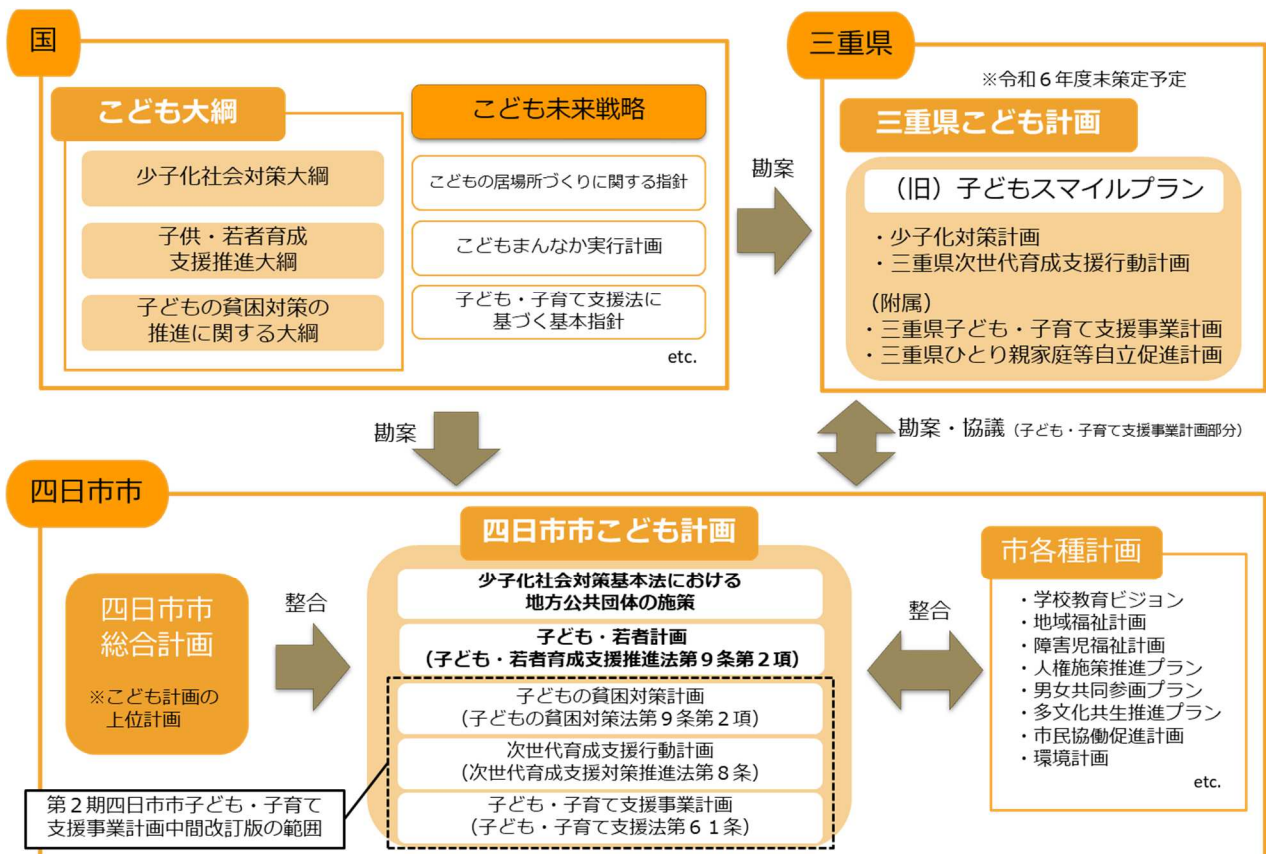 国
こども大綱
少子化社会対策大綱
子供・若者育成
支援推進大綱
子どもの貧困対策の
推進に関する大綱
こども未来戦略
こどもの居場所づくりに関する指針
こどもまんなか実行計画
子ども・子育て支援法に
基づく基本指針
etc.
勘案
三重県
※令和６年度末策定予定
三重県こども計画
（旧）子どもスマイルプラン
・少子化対策計画
・三重県次世代育成支援行動計画
（附属）
・三重県子ども・子育て支援事業計画
・三重県ひとり親家庭等自立促進計画
勘案
勘案・協議（子ども・子育て支援事業計画部分）
四日市市
四日市市
総合計画
※こども計画の
上位計画
整合
四日市市こども計画
少子化社会対策基本法における
地方公共団体の施策
子ども・若者計画
（子ども・若者育成支援推進法第９条第２項）
子どもの貧困対策計画
（子どもの貧困対策法第９条第２項）
次世代育成支援行動計画
（次世代育成支援対策推進法第８条）
子ども・子育て支援事業計画
（子ども・子育て支援法第６１条）
第２期四日市市子ども・子育て
支援事業計画中間改訂版の範囲
整合
市各種計画
・学校教育ビジョン
・地域福祉計画
・障害児福祉計画
・人権施策推進プラン
・男女共同参画プラン
・多文化共生推進プラン
・市民協働促進計画
・環境計画
etc.